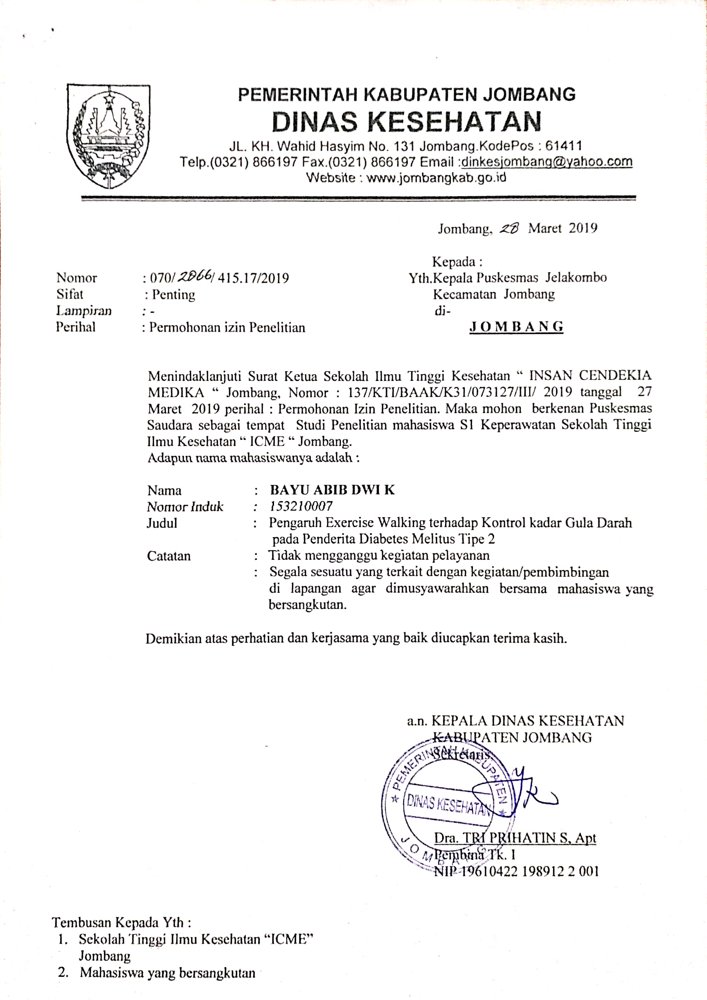 PEMERINTAH KABUPATEN JOMBANG
DINAS KESEHATAN
JL. KH. Wahid Hasyim No. 131 Jombang.KodePos : 61411
Telp.(0321) 866197 Fax.(0321) 866197 Email :dinkesjombang@yahoo.com
Website : www.jombangkab.go.id
Jombang, 28 Maret 2019
Kepada :
Nomor : 070/ 2866/ 415.17/2019 Yth.Kepala Puskesmas Jelakombo
Sifat : Penting Kecamatan Jombang
Lampiran : - di-
Perihal : Permohonan izin Penelitian J O M B A N G
Menindaklanjuti Surat Ketua Sekolah Ilmu Tinggi Kesehatan “ INSAN CENDEKIA
MEDIKA “ Jombang, Nomor : 137/KTI/BAAK/K31/073127/III/ 2019 tanggal 27
Maret 2019 perihal : Permohonan Izin Penelitian. Maka mohon berkenan Puskesmas
Saudara sebagai tempat Studi Penelitian mahasiswa S1 Keperawatan Sekolah Tinggi
Ilmu Kesehatan “ ICME “ Jombang.
Adapun nama mahasiswanya adalah :
Nama : BAYU ABIB DWI K
Nomor Induk : 153210007
Judul : Pengaruh Exercise Walking terhadap Kontrol kadar Gula Darah
pada Penderita Diabetes Melitus Tipe 2
Catatan : Tidak mengganggu kegiatan pelayanan
: Segala sesuatu yang terkait dengan kegiatan/pembimbingan
di lapangan agar dimusyawarahkan bersama mahasiswa yang
bersangkutan.
Demikian atas perhatian dan kerjasama yang baik diucapkan terima kasih.
a.n. KEPALA DINAS KESEHATAN
KABUPATEN JOMBANG
Sekretaris
PEMERINTAH KABUPATEN
DINAS KESEHATAN
JOMBANG
Dra. TRI PRIHATIN S, Apt
Pembina Tk. I
NIP 19610422 198912 2 001
Tembusan Kepada Yth :
1. Sekolah Tinggi Ilmu Kesehatan “ICME”
Jombang
2. Mahasiswa yang bersangkutan